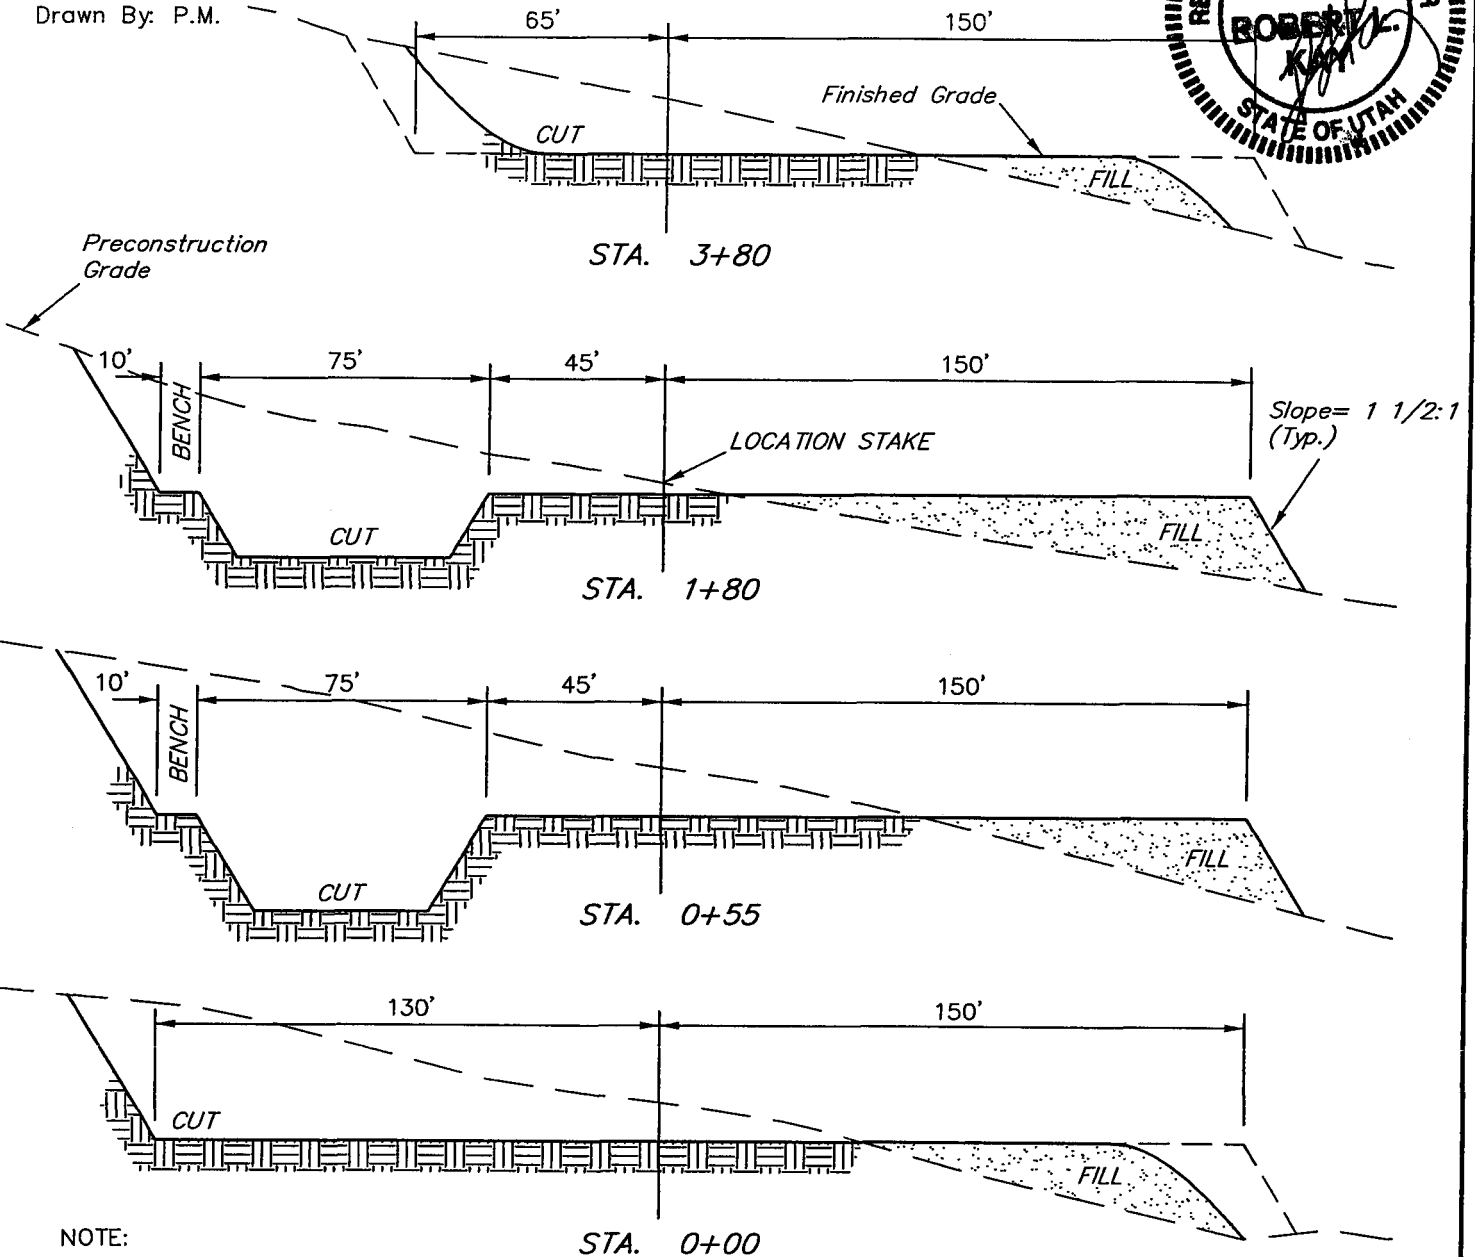 Drawn By: P.M.
65'
150'
ROBERT L.
KAY
STATE OF UTAH
Finished Grade
CUT
FILL
STA. 3+80
Preconstruction
Grade
10'
BENCH
75'
45'
150'
Slope= 1 1/2:1
(Typ.)
LOCATION STAKE
CUT
FILL
STA. 1+80
10'
BENCH
75'
45'
150'
CUT
FILL
STA. 0+55
130'
150'
CUT
FILL
NOTE:
STA. 0+00